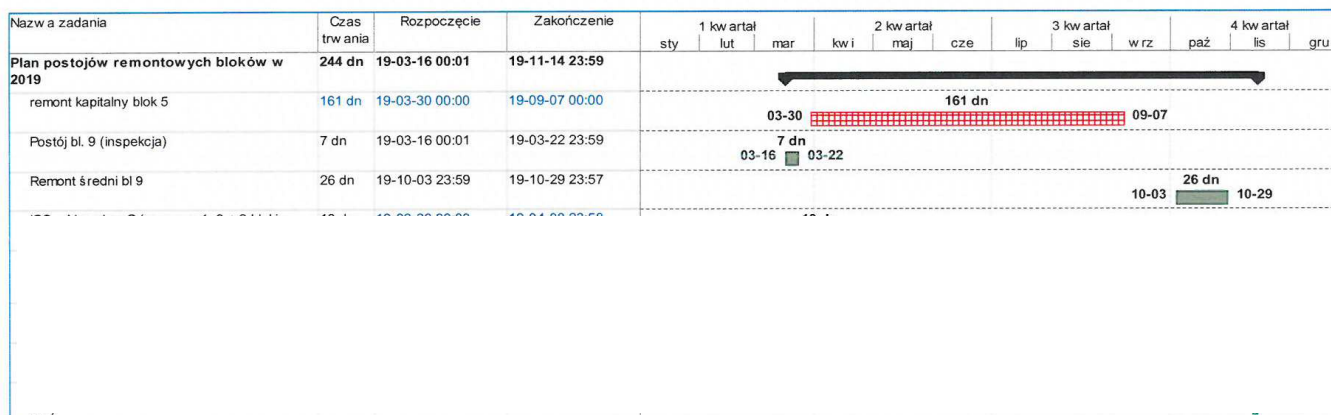 Nazwa zadania Czas trwania Rozpoczęcie Zakończenie 1 kwartał 2 kwartał 3 kwartał 4 kwartał
sty lut mar kwi maj cze lip sie wrz paź lis gru
Plan postojów remontowych bloków w 2019 244 dn 19-03-16 00:01 19-11-14 23:59
remont kapitalny blok 5 161 dn 19-03-30 00:00 19-09-07 00:00 161 dn
03-30 09-07
Postój bl. 9 (inspekcja) 7 dn 19-03-16 00:01 19-03-22 23:59 7 dn
03-16 03-22
Remont średni bl 9 26 dn 19-10-03 23:59 19-10-29 23:57 26 dn
10-03 10-29